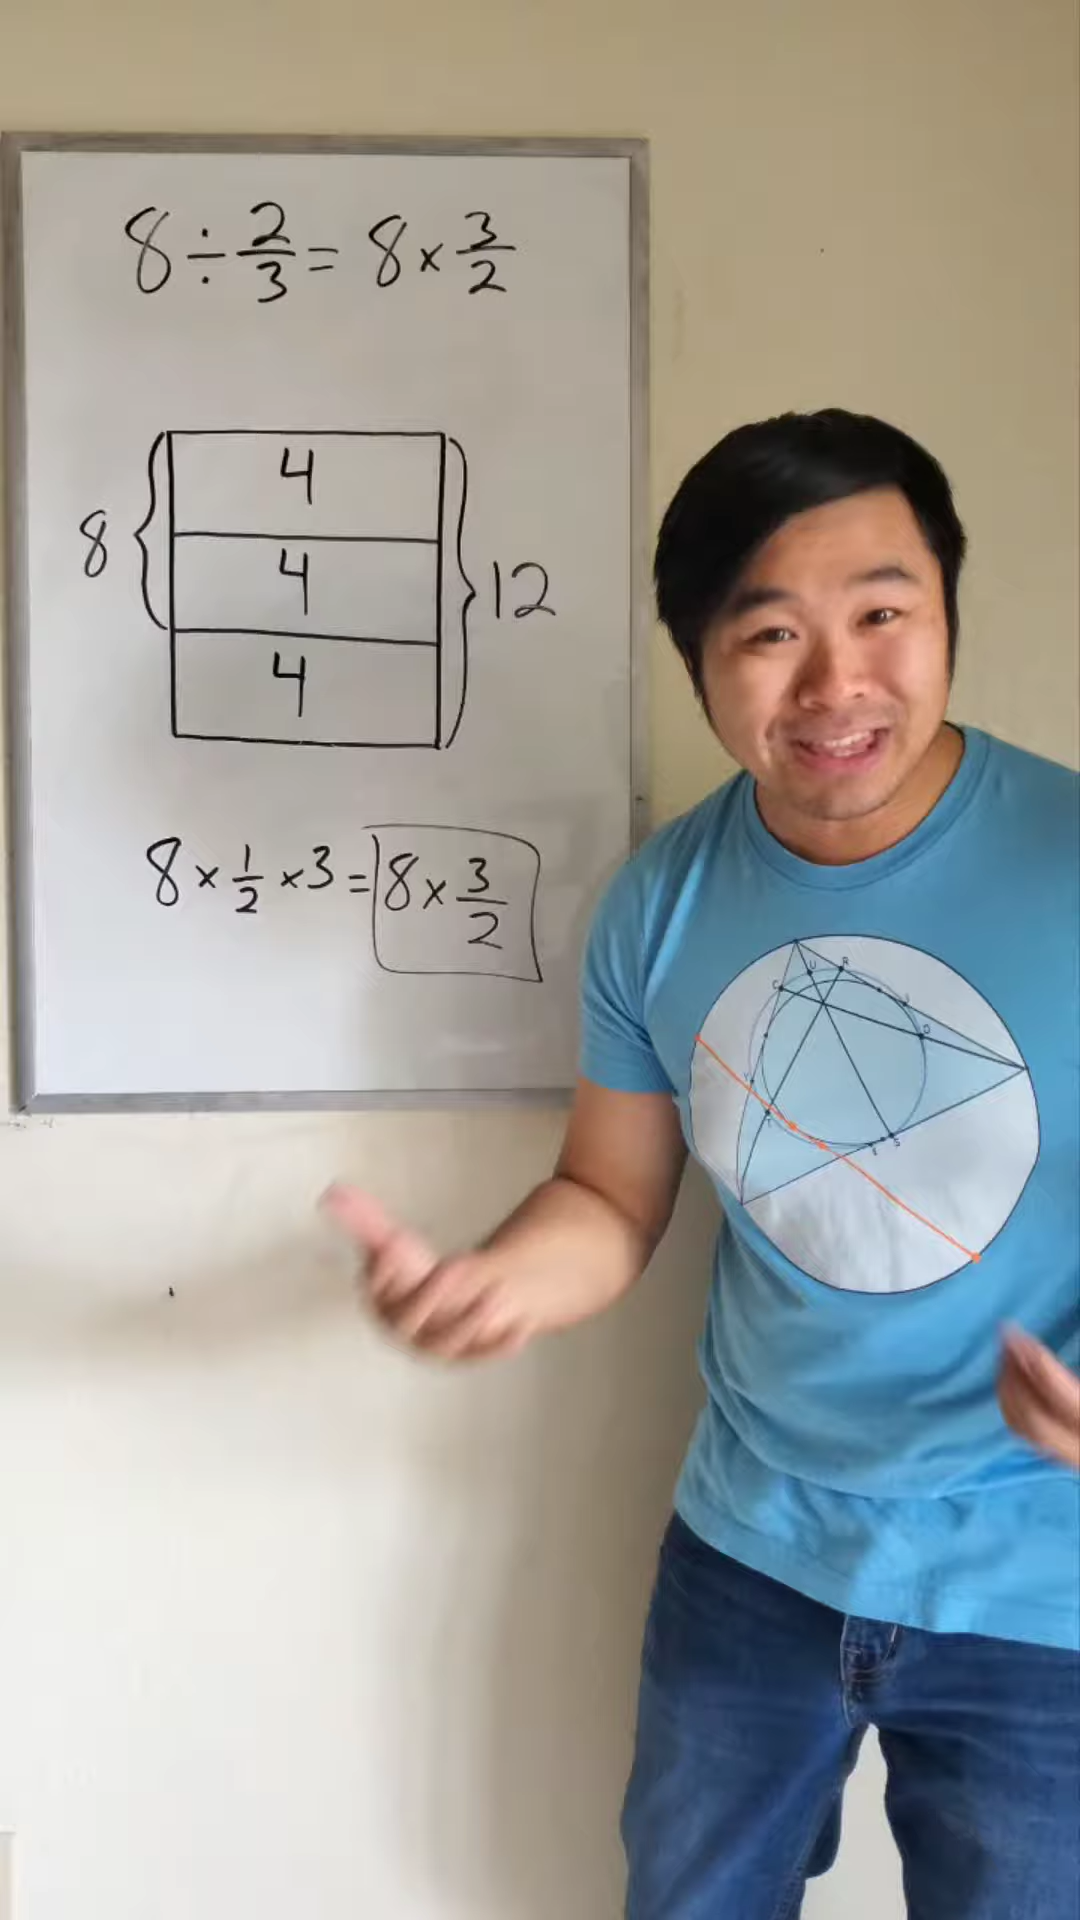 8 ÷ 2/3 = 8 × 3/2
4
8
4
12
4
8 × 1/2 × 3 = 8 × 3/2
U R
C
J
D
Y
T
S